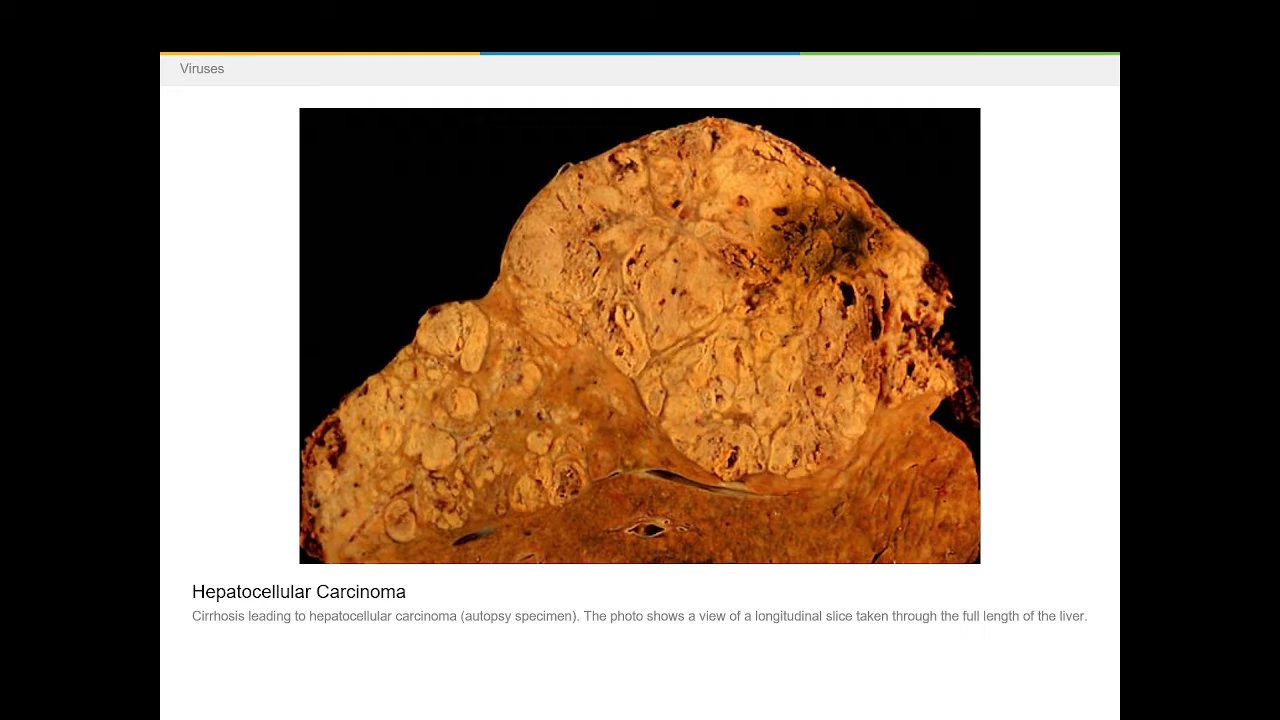 Viruses
Hepatocellular Carcinoma
Cirrhosis leading to hepatocellular carcinoma (autopsy specimen). The photo shows a view of a longitudinal slice taken through the full length of the liver.